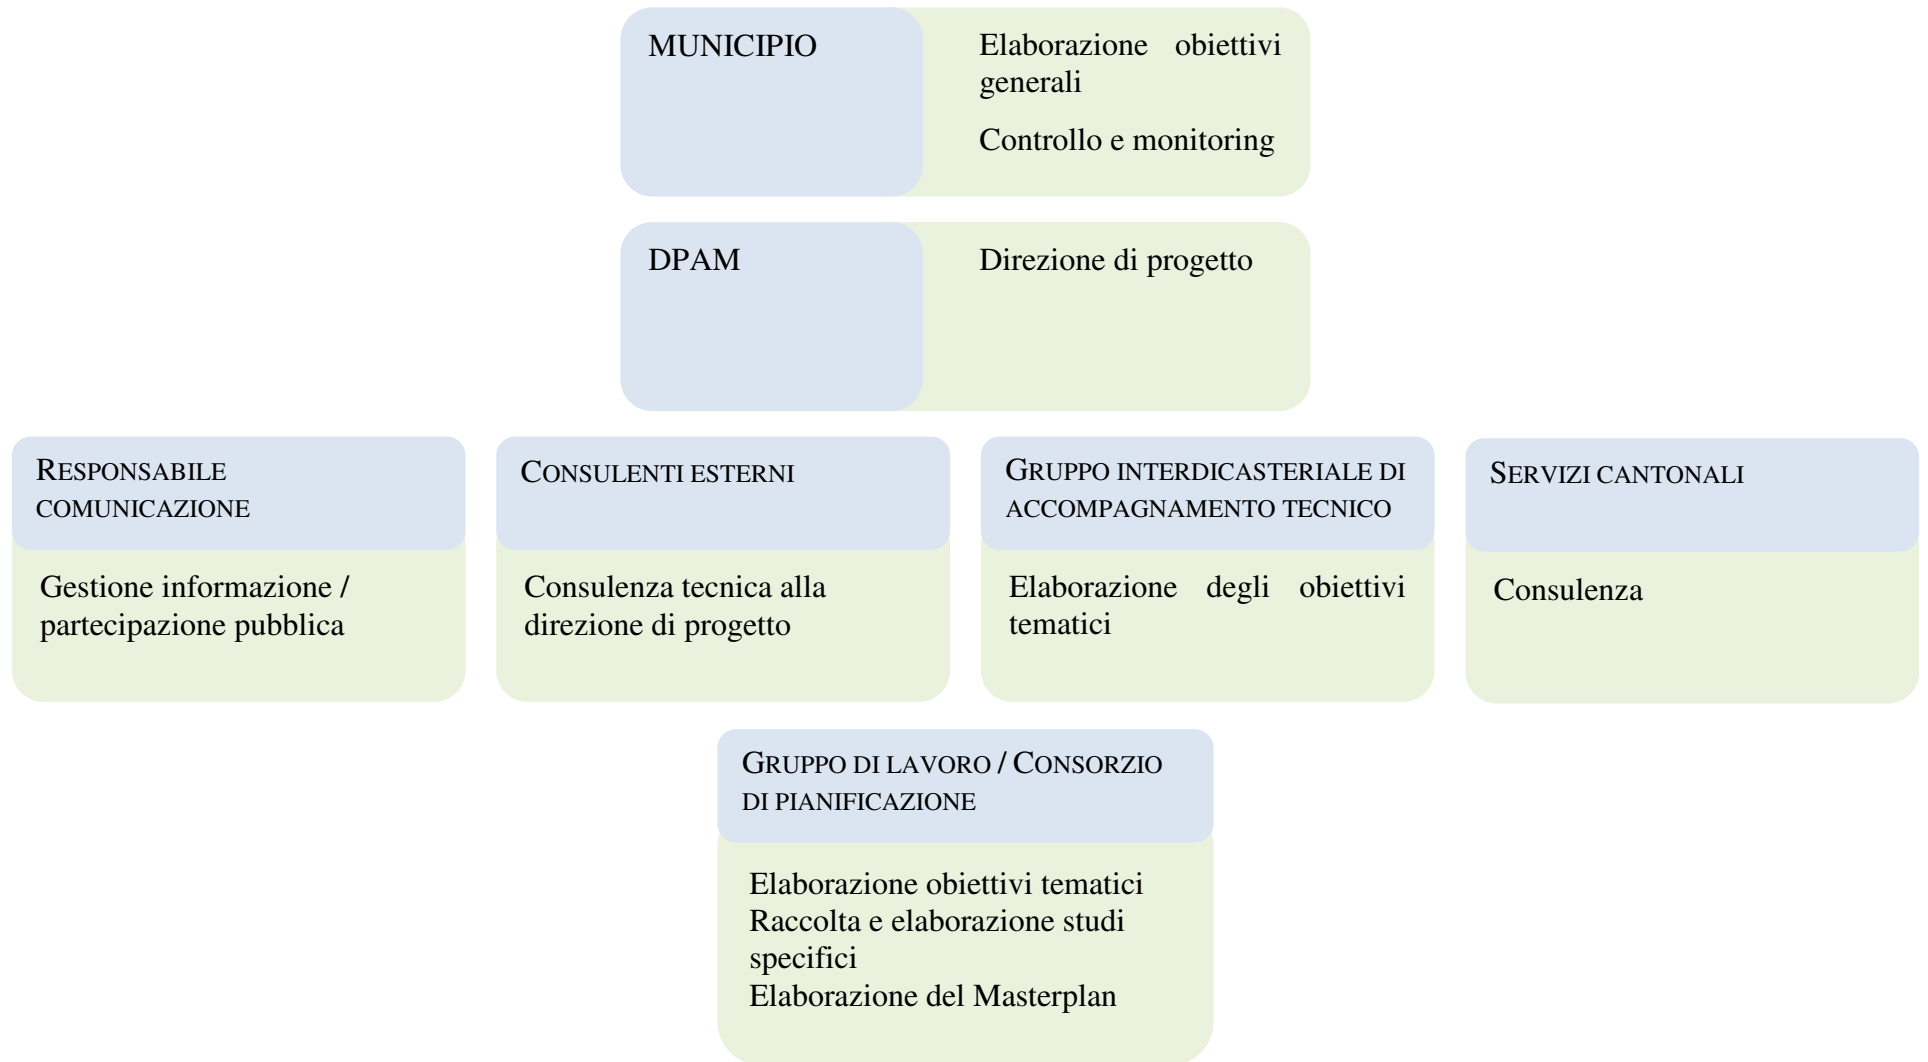 MUNICIPIO
Elaborazione obiettivi
generali
Controllo e monitoring
DPAM
Direzione di progetto
RESPONSABILE
COMUNICAZIONE
Gestione informazione /
partecipazione pubblica
CONSULENTI ESTERNI
Consulenza tecnica alla
direzione di progetto
GRUPPO INTERDICASTERIALE DI
ACCOMPAGNAMENTO TECNICO
Elaborazione degli obiettivi
tematici
SERVIZI CANTONALI
Consulenza
GRUPPO DI LAVORO / CONSORZIO
DI PIANIFICAZIONE
Elaborazione obiettivi tematici
Raccolta e elaborazione studi
specifici
Elaborazione del Masterplan